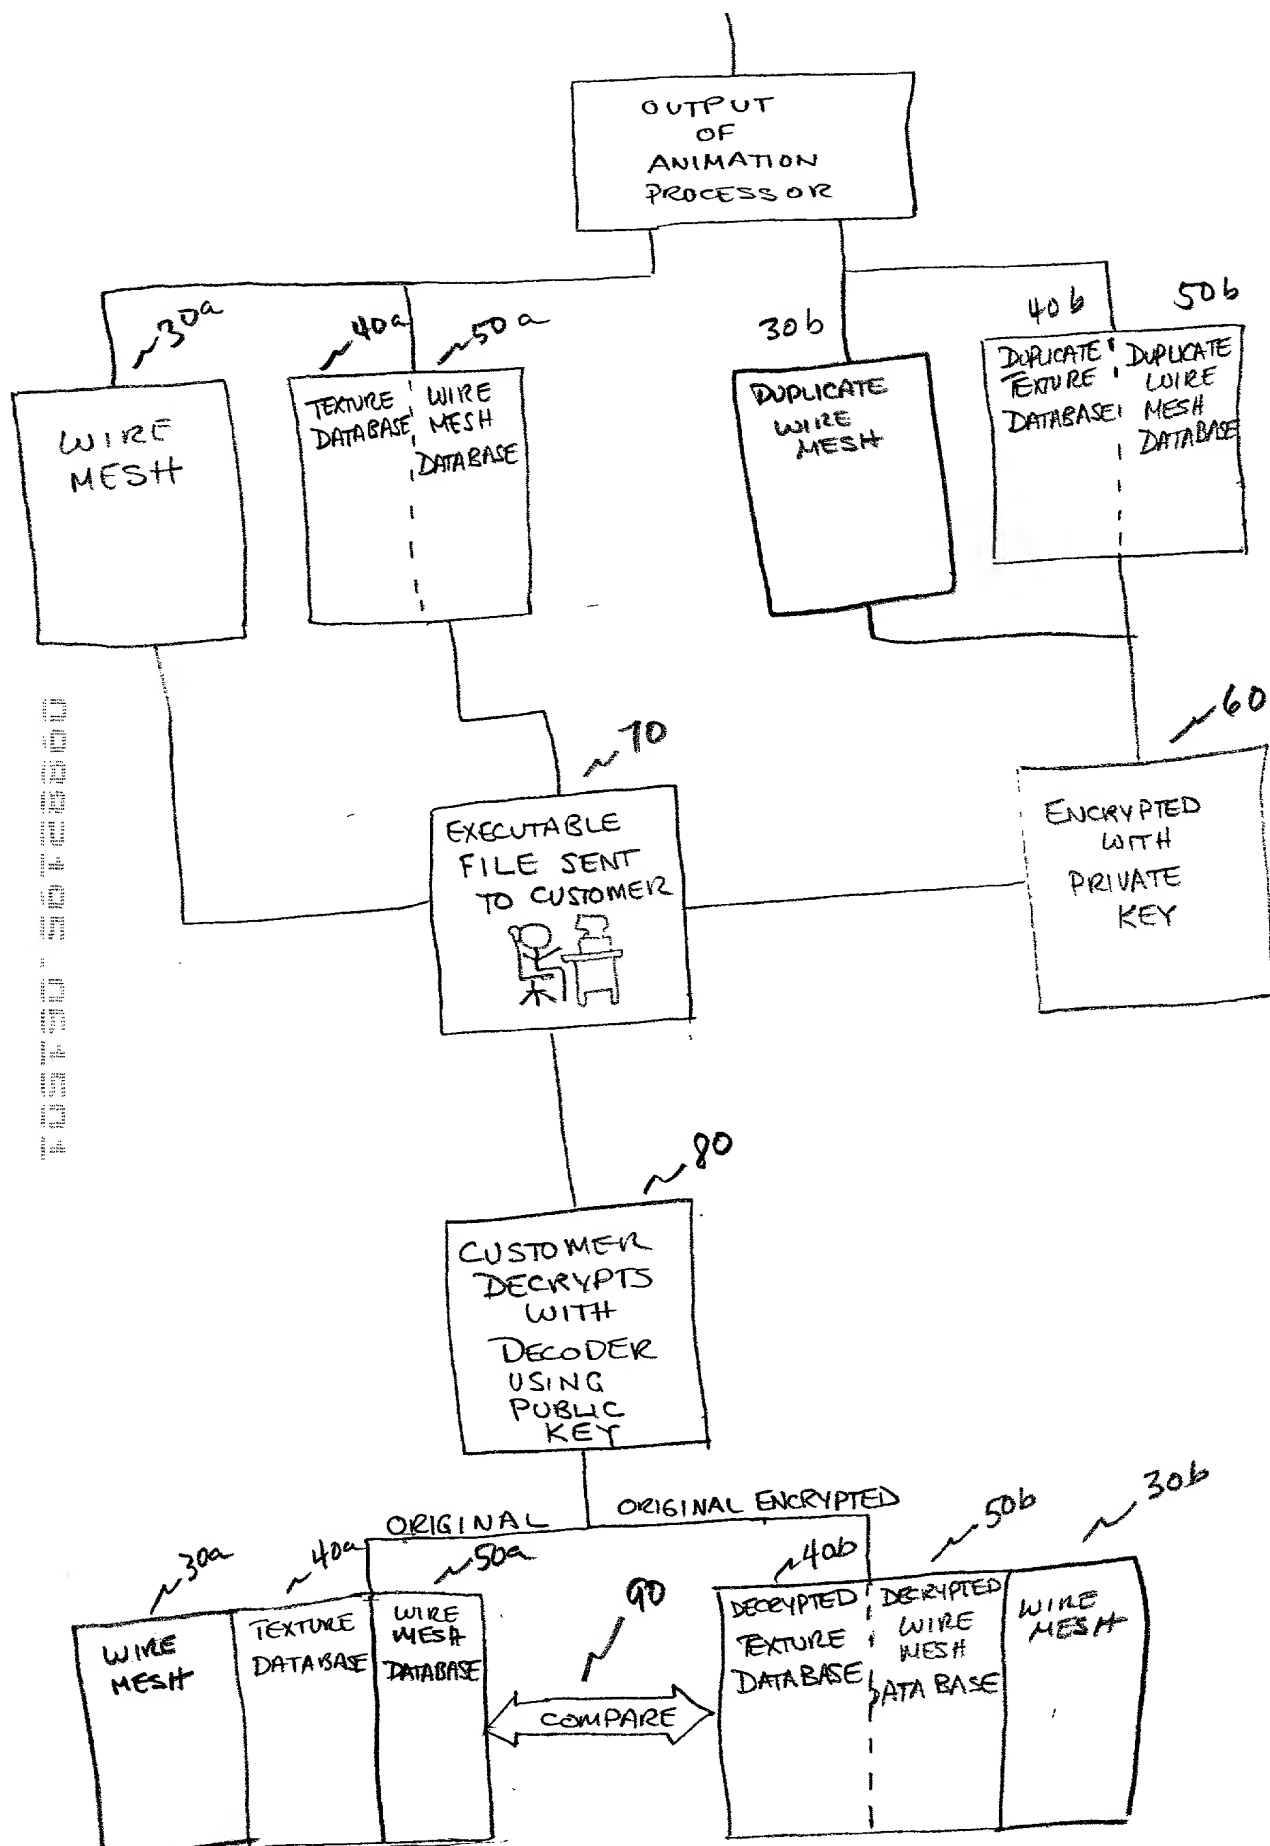 OUTPUT
OF
ANIMATION
PROCESSOR
30a
40a
50a
30b
40b
50b
WIRE
MESH
TEXTURE
DATABASE
WIRE
MESH
DATABASE
DUPLICATE
WIRE
MESH
DUPLICATE
TEXTURE
DATABASE
DUPLICATE
WIRE
MESH
DATABASE
70
60
EXECUTABLE
FILE SENT
TO CUSTOMER
ENCRYPTED
WITH
PRIVATE
KEY
80
CUSTOMER
DECRYPTS
WITH
DECODER
USING
PUBLIC
KEY
ORIGINAL
ORIGINAL ENCRYPTED
30a
40a
50a
90
40b
50b
30b
WIRE
MESH
TEXTURE
DATABASE
WIRE
MESH
DATABASE
COMPARE
DECRYPTED
TEXTURE
DATABASE
DECRYPTED
WIRE
MESH
DATABASE
WIRE
MESH